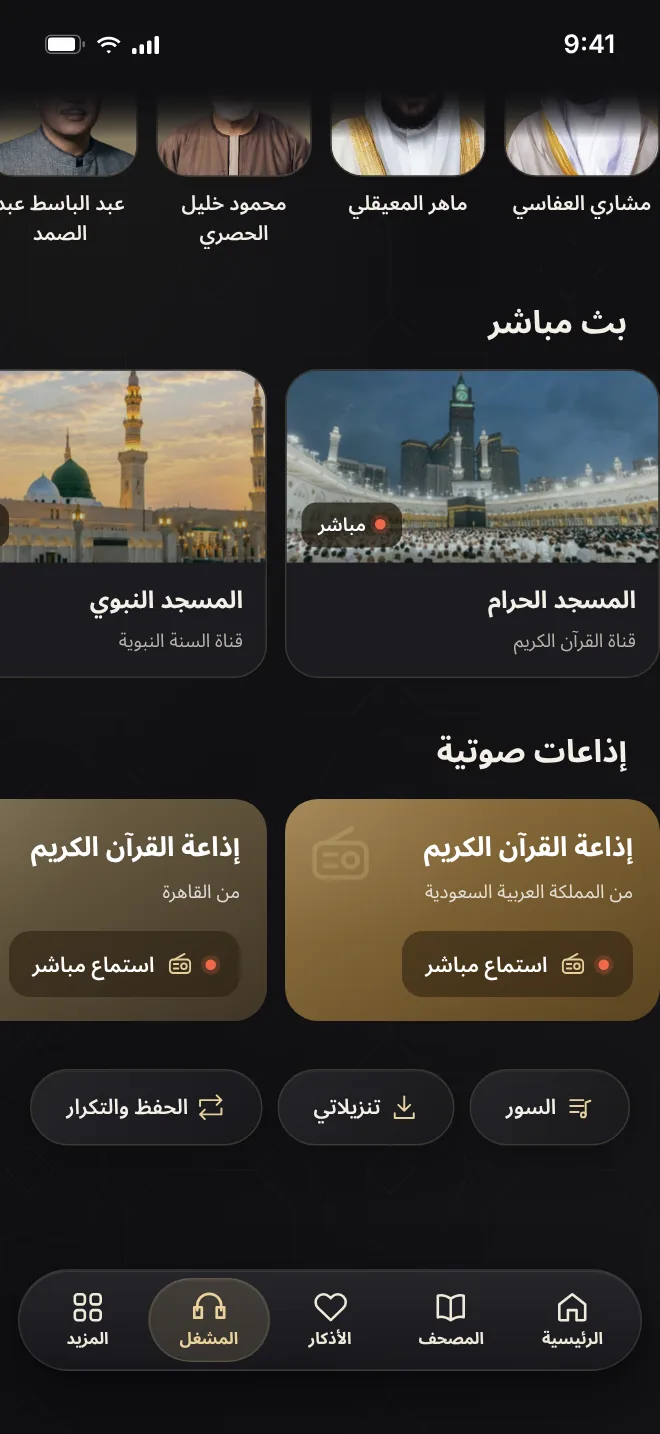 9:41
مشاري العفاسي
ماهر المعيقلي
محمود خليل
الحصري
عبد الباسط عبد
الصمد
بث مباشر
مباشر
المسجد الحرام
قناة القرآن الكريم
المسجد النبوي
قناة السنة النبوية
إذاعات صوتية
إذاعة القرآن الكريم
من المملكة العربية السعودية
استماع مباشر
إذاعة القرآن الكريم
من القاهرة
استماع مباشر
السور
تنزيلاتي
الحفظ والتكرار
الرئيسية
المصحف
الأذكار
المشغل
المزيد